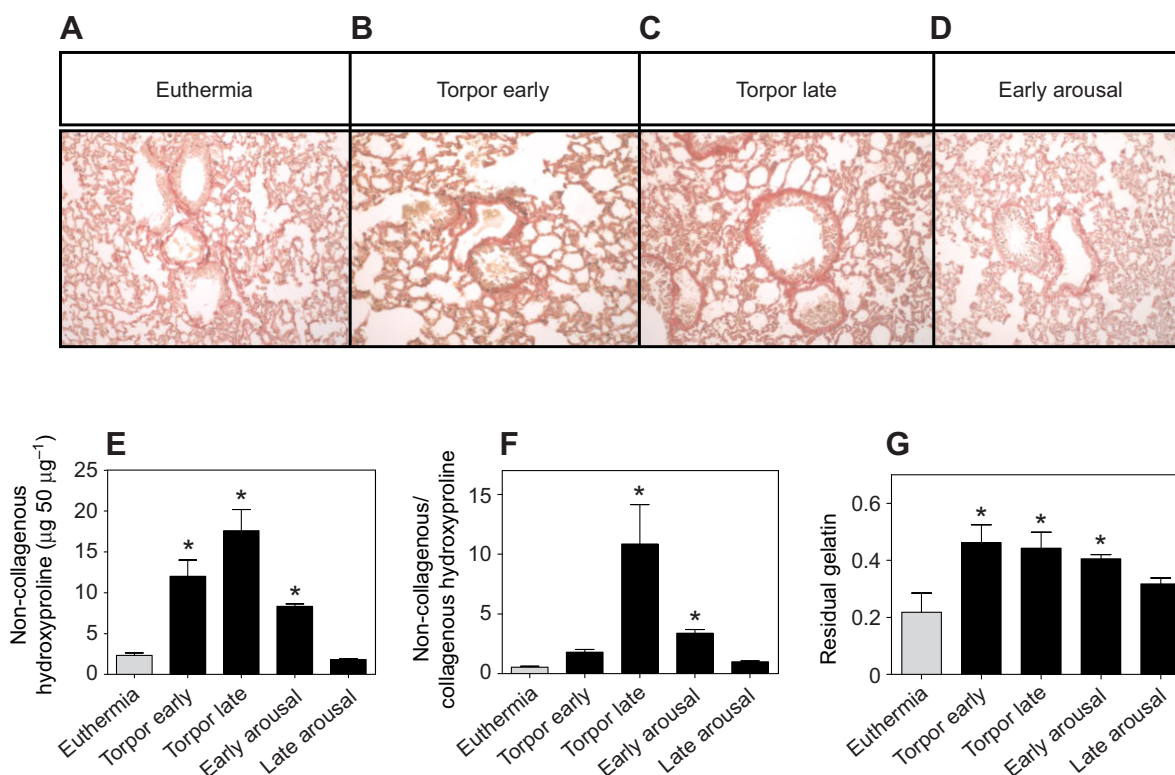 A B C D
Euthermia Torpor early Torpor late Early arousal
E
Non-collagenous
hydroxyproline (μg 50 μg⁻¹)
25
20
15
10
5
0
* * *
Euthermia Torpor early Torpor late Early arousal Late arousal
F
Non-collagenous/
collagenous hydroxyproline
15
10
5
0
* *
Euthermia Torpor early Torpor late Early arousal Late arousal
G
Residual gelatin
0.6
0.4
0.2
0
* * *
Euthermia Torpor early Torpor late Early arousal Late arousal